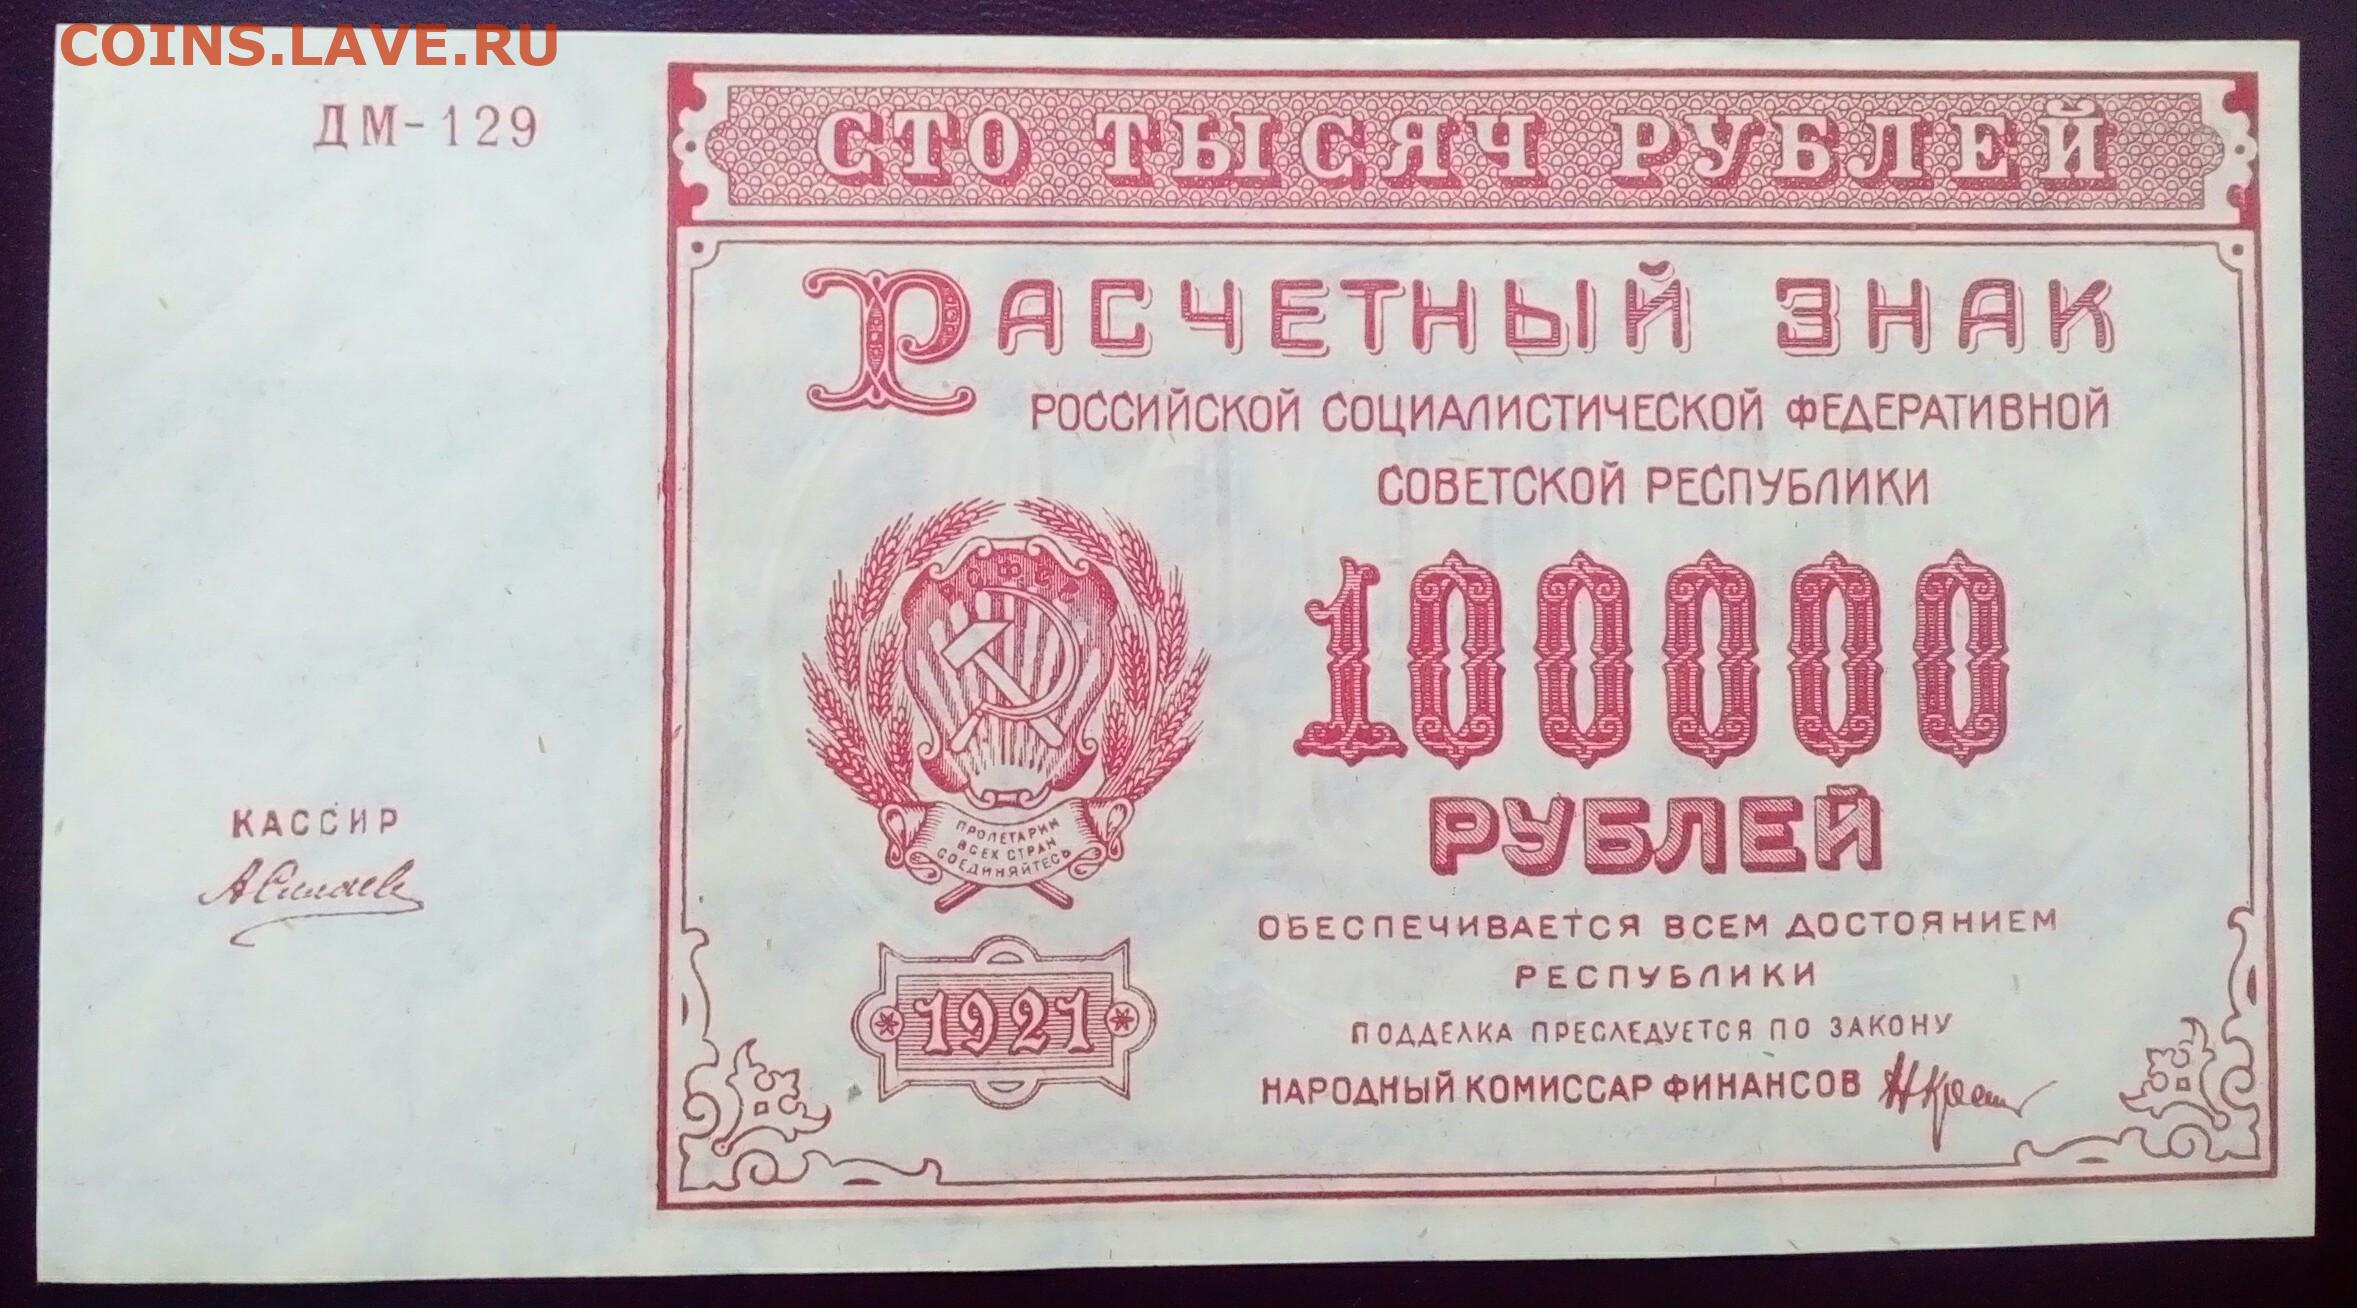 COINS.LAVE.RU
ДМ-129
СТО ТЫСЯЧ РУБЛЕЙ
РАСЧЕТНЫЙ ЗНАК
РОССИЙСКОЙ СОЦИАЛИСТИЧЕСКОЙ ФЕДЕРАТИВНОЙ
СОВЕТСКОЙ РЕСПУБЛИКИ
100000
РУБЛЕЙ
ПРОЛЕТАРИИ
ВСЕХ СТРАН
СОЕДИНЯЙТЕСЬ
КАССИР
1921
ОБЕСПЕЧИВАЕТСЯ ВСЕМ ДОСТОЯНИЕМ
РЕСПУБЛИКИ
ПОДДЕЛКА ПРЕСЛЕДУЕТСЯ ПО ЗАКОНУ
НАРОДНЫЙ КОМИССАР ФИНАНСОВ